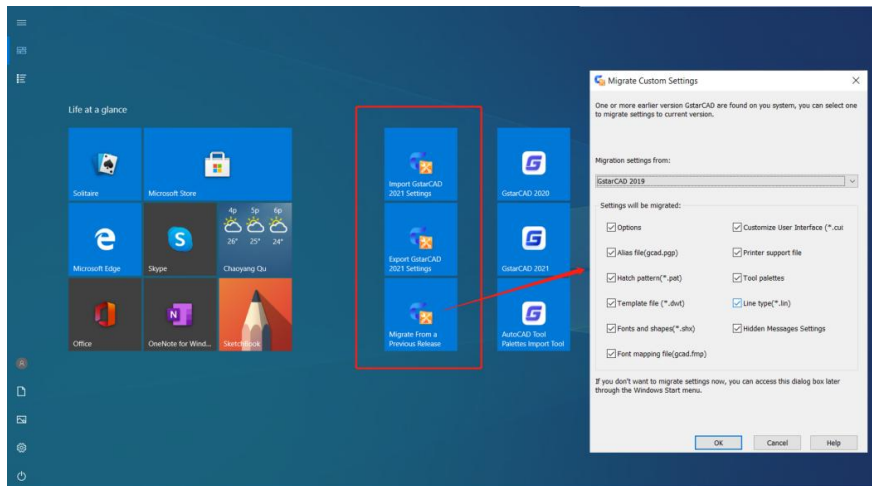 Life at a glance
Solitaire
Microsoft Store
Microsoft Edge
Skype
4p 5p 6p
26° 25° 24°
Chaoyang Qu
Office
OneNote for Wind...
Sketchbook
Import GstarCAD
2021 Settings
GstarCAD 2020
Export GstarCAD
2021 Settings
GstarCAD 2021
Migrate From a
Previous Release
AutoCAD Tool
Palettes Import Tool
Migrate Custom Settings
One or more earlier version GstarCAD are found on you system, you can select one
to migrate settings to current version.
Migration settings from:
GstarCAD 2019
Settings will be migrated:
Options
Customize User Interface (*.cui
Alias file(gcad.pgp)
Printer support file
Hatch pattern(*.pat)
Tool palettes
Template file (*.dwt)
Line type(*.lin)
Fonts and shapes(*.shx)
Hidden Messages Settings
Font mapping file(gcad.fmp)
If you don't want to migrate settings now, you can access this dialog box later
through the Windows Start menu.
OK Cancel Help